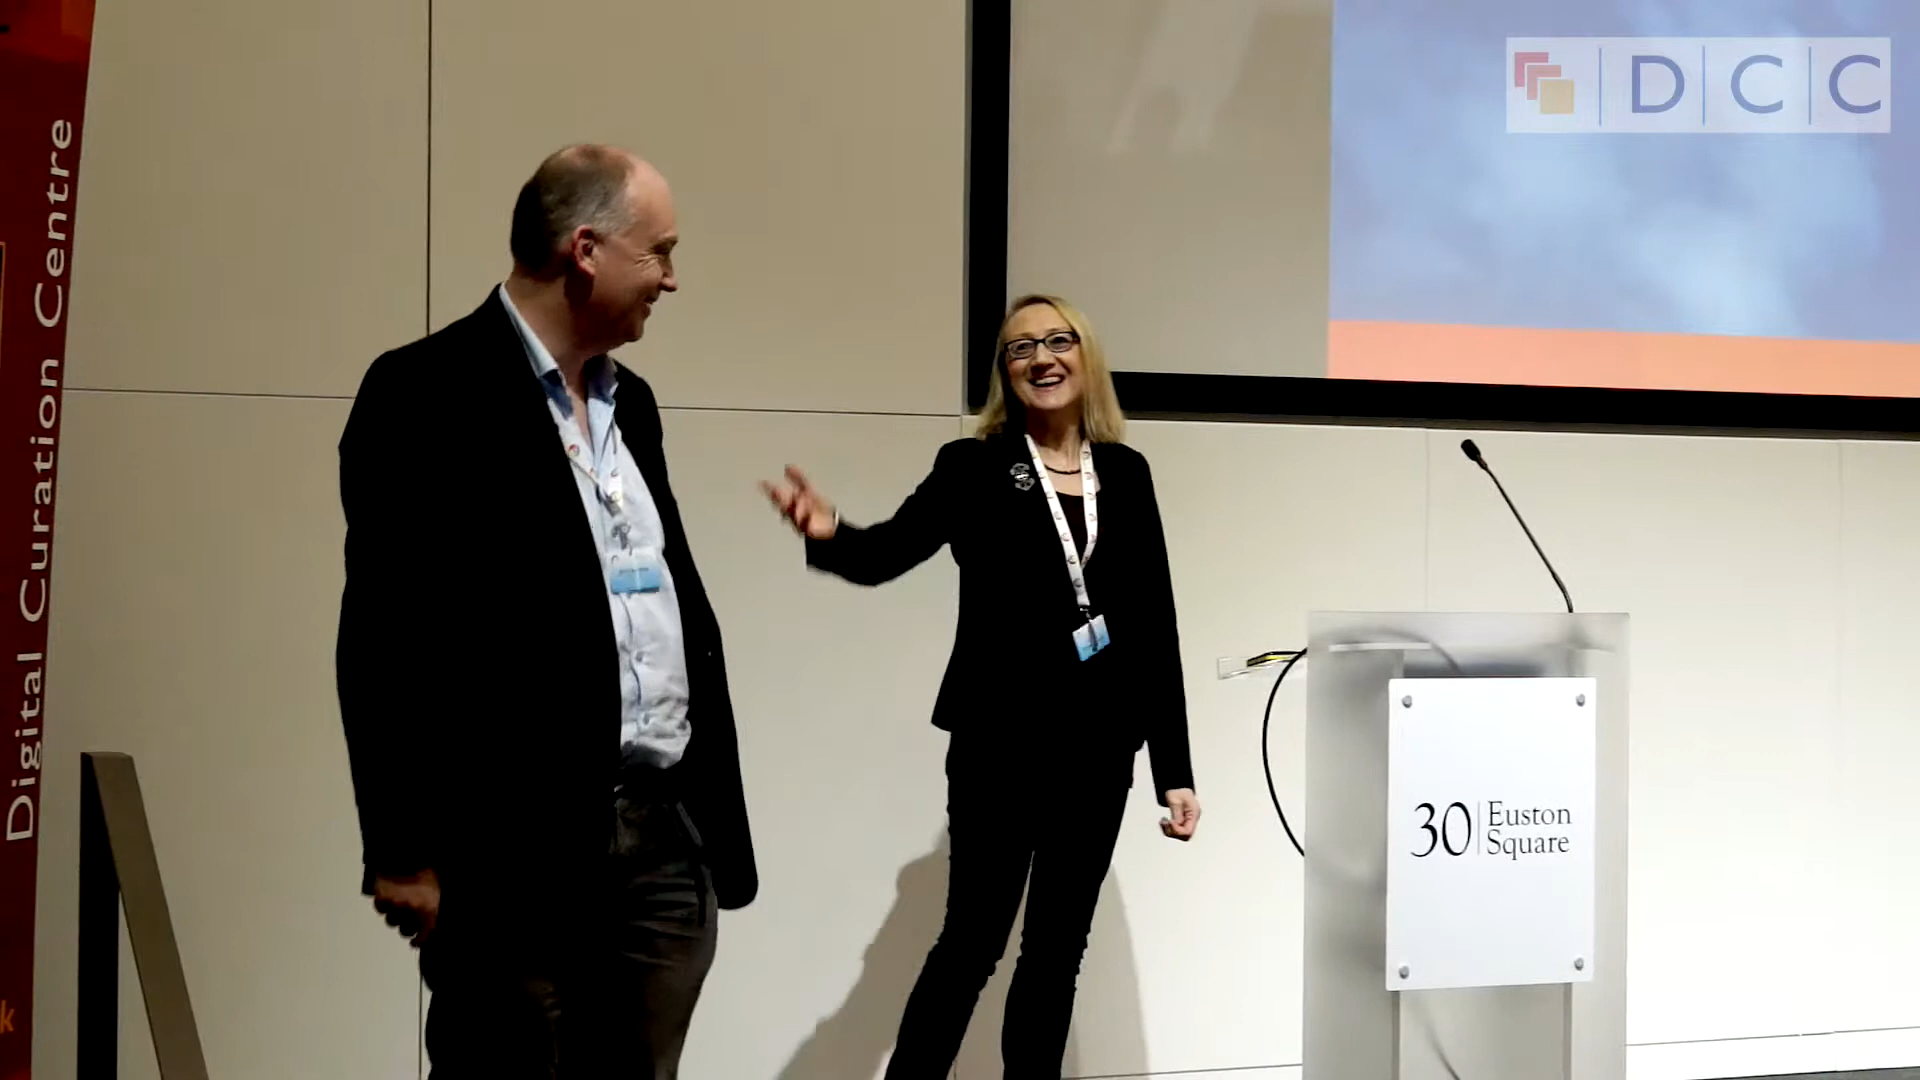 Digital Curation Centre
DCC
30 Euston
Square
k